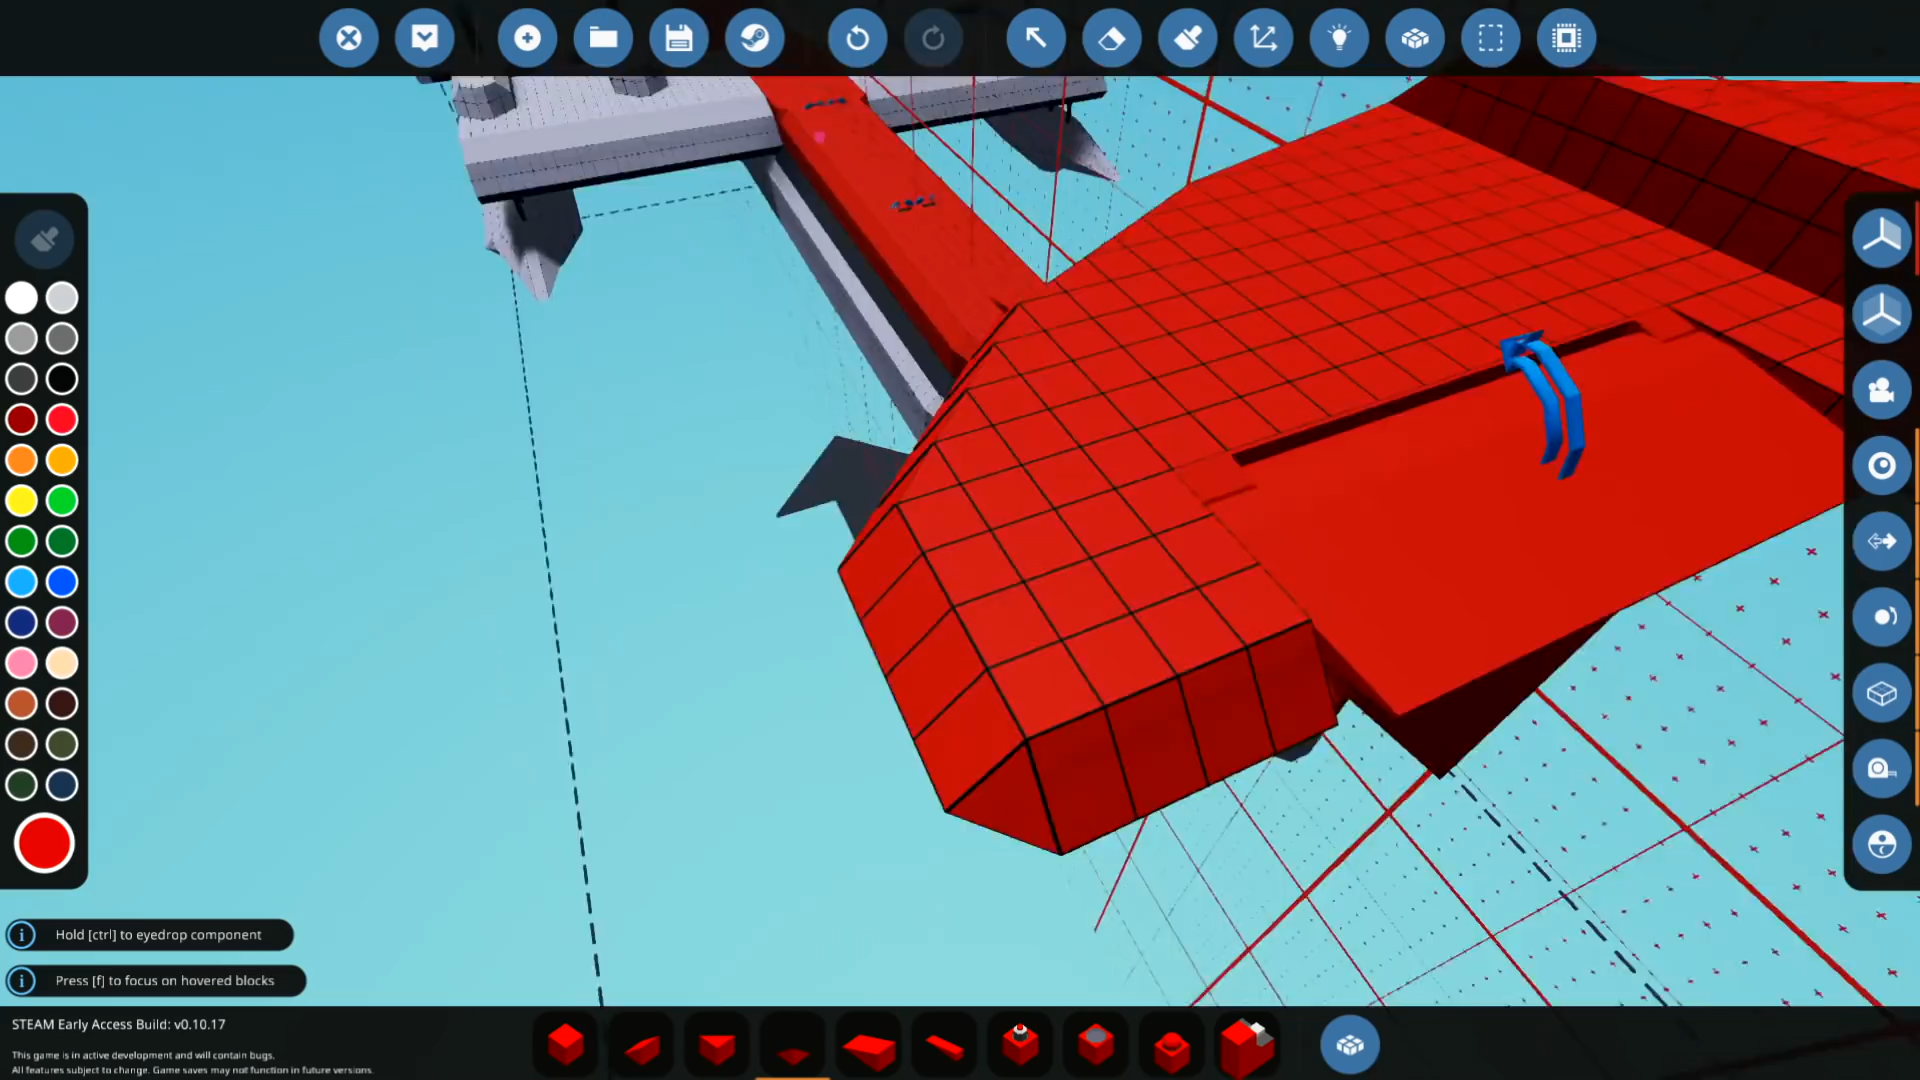 Hold [ctrl] to eyedrop component
Press [f] to focus on hovered blocks
STEAM Early Access Build: v0.10.17
This game is in active development and will contain bugs.
All features subject to change. Game saves may not function in future versions.